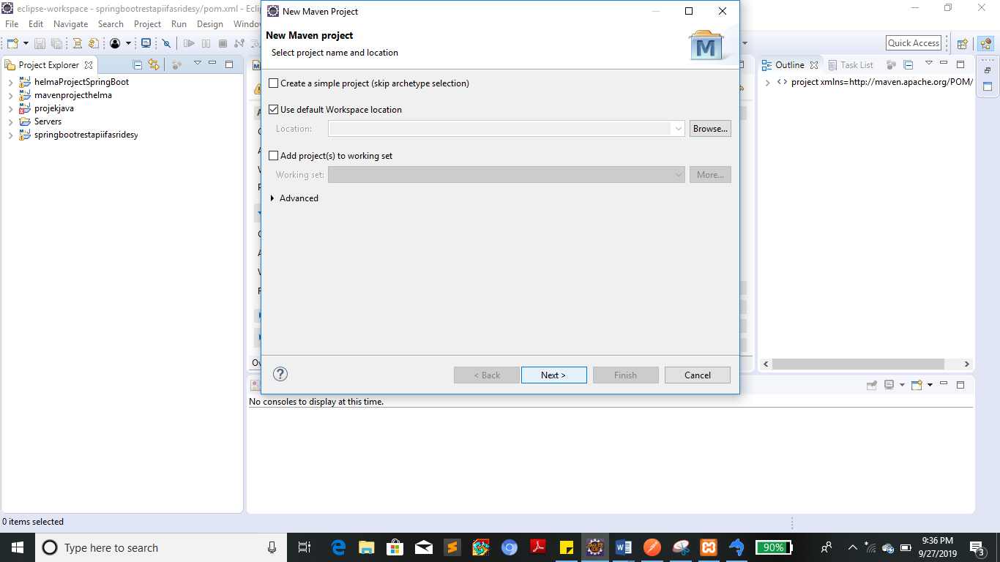 eclipse-workspace - springbootrestapiifasridesy/pom.xml - Ecl
File Edit Navigate Search Project Run Design Window
Quick Access
Project Explorer
helmaProjectSpringBoot
mavenprojecthelma
projekjava
Servers
springbootrestapiifasridesy
New Maven Project
New Maven project
Select project name and location
M
Create a simple project (skip archetype selection)
Use default Workspace location
Location:
Browse...
Add project(s) to working set
Working set:
More...
Advanced
?
< Back
Next >
Finish
Cancel
Ov
Outline
Task List
project xmlns=http://maven.apache.org/POM/
No consoles to display at this time.
0 items selected
Type here to search
90%
9:36 PM
9/27/2019
3